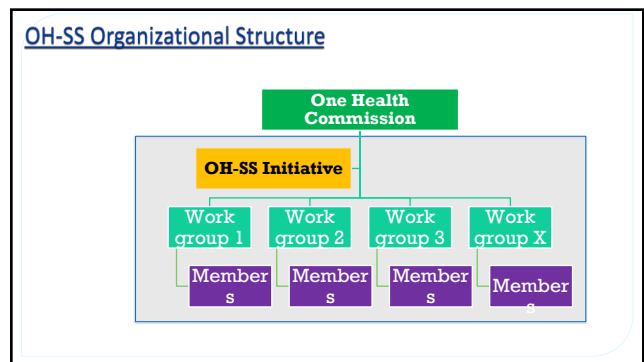 OH-SS Organizational Structure
One Health
Commission
OH-SS Initiative
Work
group 1
Work
group 2
Work
group 3
Work
group X
Member
s
Member
s
Member
s
Member
s